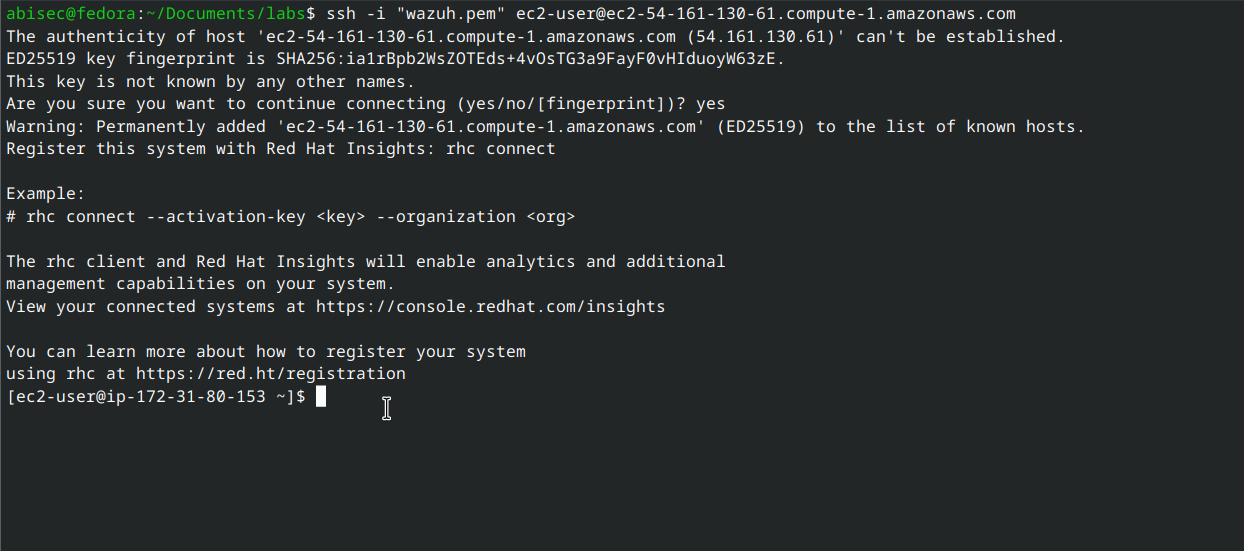 abisec@fedora:~/Documents/labs$ ssh -i "wazuh.pem" ec2-user@ec2-54-161-130-61.compute-1.amazonaws.com
The authenticity of host 'ec2-54-161-130-61.compute-1.amazonaws.com (54.161.130.61)' can't be established.
ED25519 key fingerprint is SHA256:ia1rBpb2WsZOTEds+4vOsTG3a9FayF0vHIduoyW63zE.
This key is not known by any other names.
Are you sure you want to continue connecting (yes/no/[fingerprint])? yes
Warning: Permanently added 'ec2-54-161-130-61.compute-1.amazonaws.com' (ED25519) to the list of known hosts.
Register this system with Red Hat Insights: rhc connect

Example:
# rhc connect --activation-key <key> --organization <org>

The rhc client and Red Hat Insights will enable analytics and additional
management capabilities on your system.
View your connected systems at https://console.redhat.com/insights

You can learn more about how to register your system
using rhc at https://red.ht/registration
[ec2-user@ip-172-31-80-153 ~]$